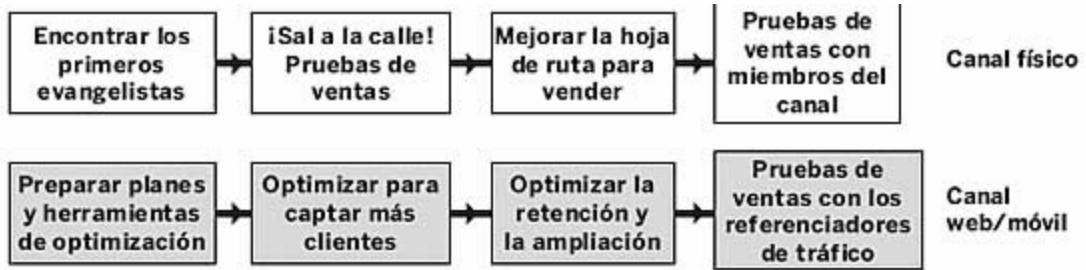 Encontrar los
primeros
evangelistas
¡Sal a la calle!
Pruebas de
ventas
Mejorar la hoja
de ruta para
vender
Pruebas de
ventas con
miembros del
canal
Canal físico
Preparar planes
y herramientas
de optimización
Optimizar para
captar más
clientes
Optimizar la
retención y
la ampliación
Pruebas de
ventas con los
referenciadores
de tráfico
Canal
web/móvil